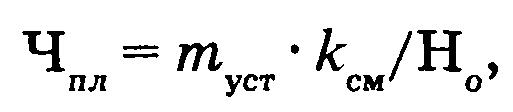 Ч_пл = m_уст · k_см/Н_о,